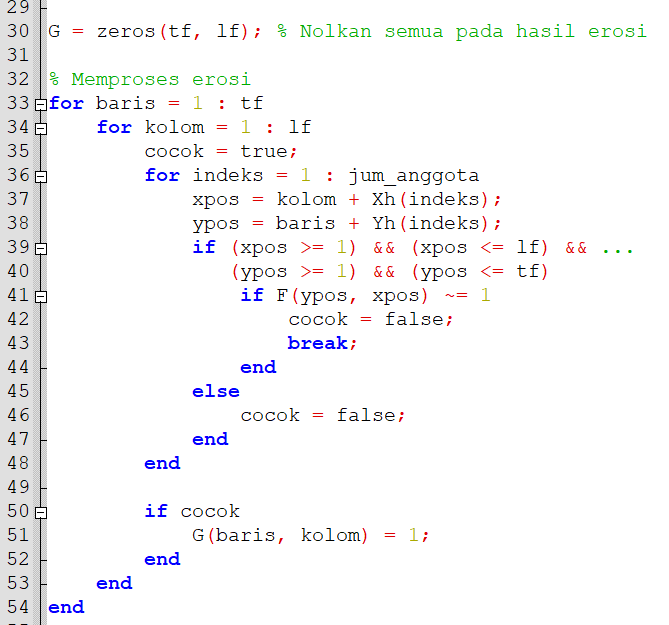 29
30 G = zeros(tf, lf); % Nolkan semua pada hasil erosi
31
32 % Memproses erosi
33 for baris = 1 : tf
34     for kolom = 1 : lf
35         cocok = true;
36         for indeks = 1 : jum_anggota
37             xpos = kolom + Xh(indeks);
38             ypos = baris + Yh(indeks);
39             if (xpos >= 1) && (xpos <= lf) && ...
40                (ypos >= 1) && (ypos <= tf)
41                 if F(ypos, xpos) ~= 1
42                     cocok = false;
43                     break;
44                 end
45             else
46                 cocok = false;
47             end
48         end
49
50         if cocok
51             G(baris, kolom) = 1;
52         end
53     end
54 end